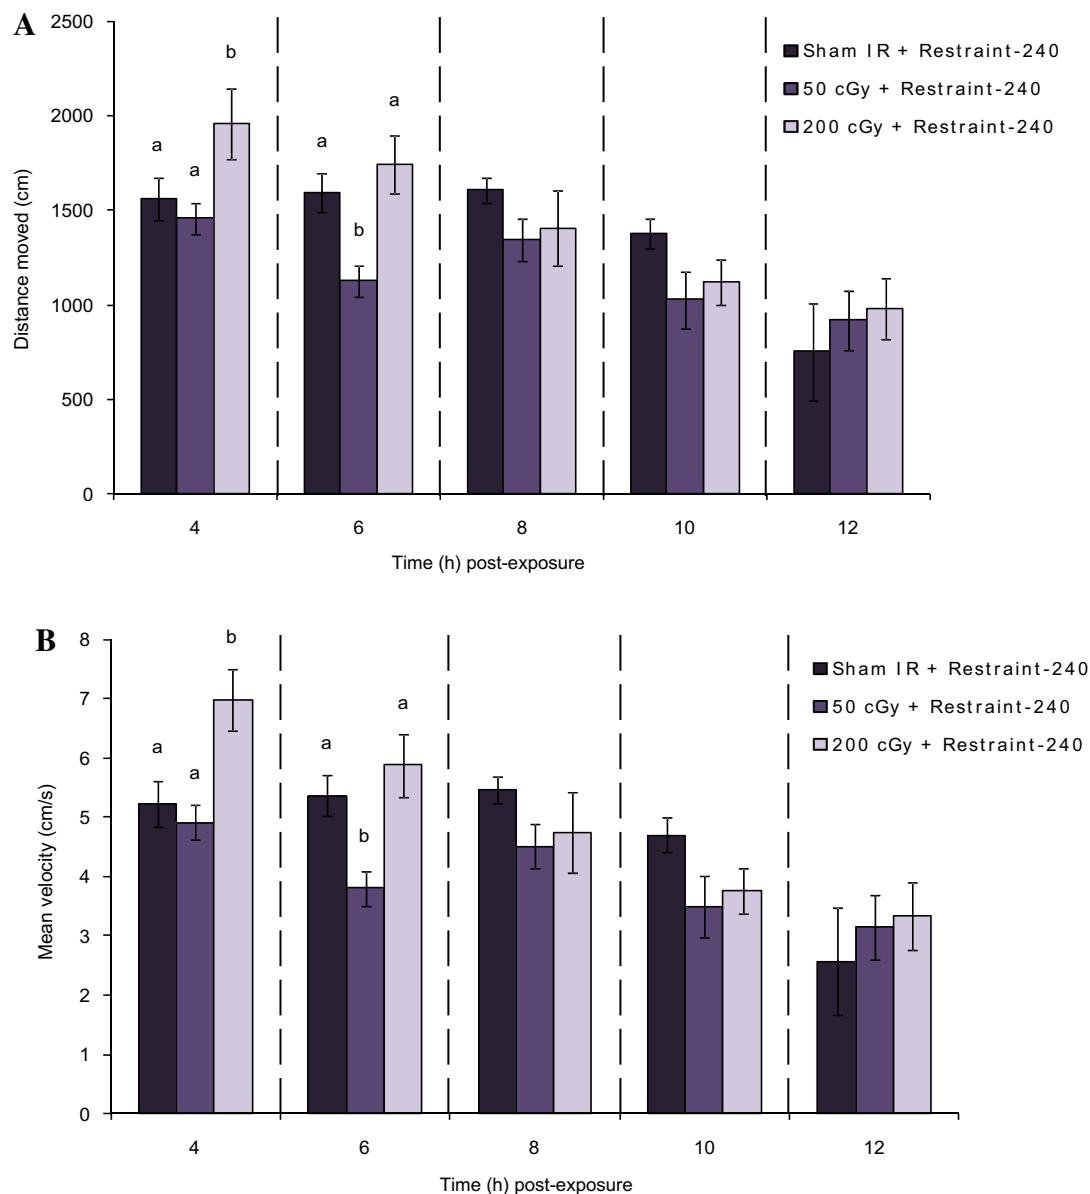 A
2500
2000
1500
1000
500
0
Distance moved (cm)
a
a
b
a
b
a
Sham IR + Restraint-240
50 cGy + Restraint-240
200 cGy + Restraint-240
4 6 8 10 12
Time (h) post-exposure
B
8
7
6
5
4
3
2
1
0
Mean velocity (cm/s)
a
a
b
a
b
a
Sham IR + Restraint-240
50 cGy + Restraint-240
200 cGy + Restraint-240
4 6 8 10 12
Time (h) post-exposure